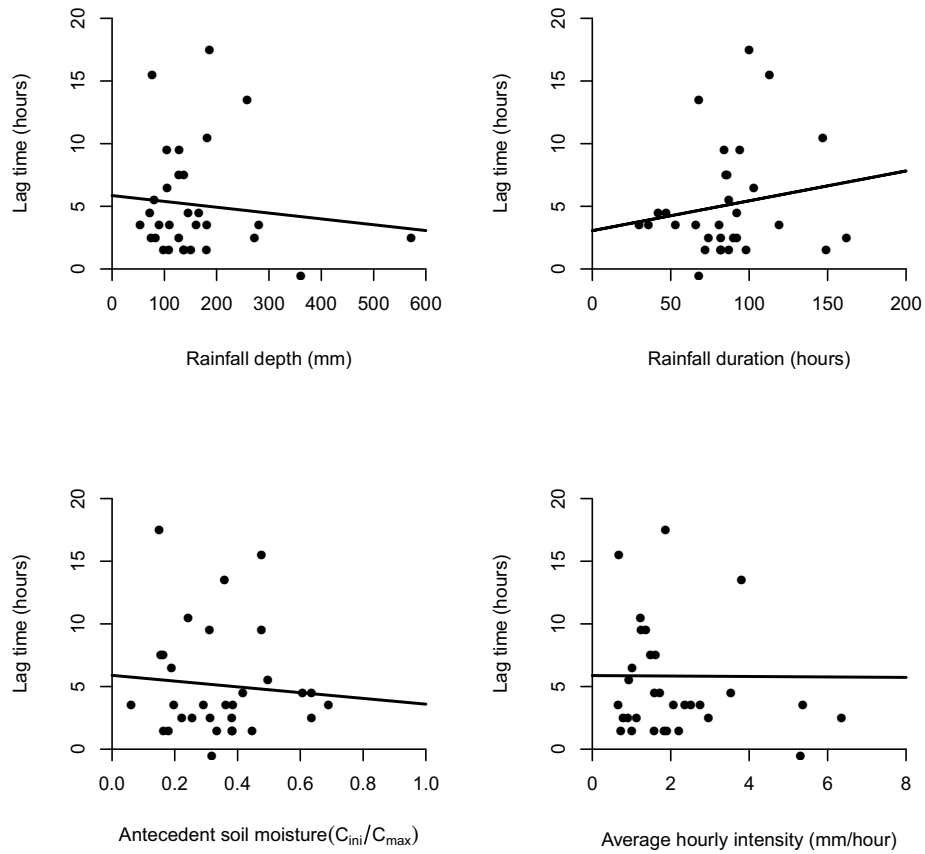 Lag time (hours)
20
15
10
5
0
0 100 200 300 400 500 600
Rainfall depth (mm)
Lag time (hours)
20
15
10
5
0
0 50 100 150 200
Rainfall duration (hours)
Lag time (hours)
20
15
10
5
0
0.0 0.2 0.4 0.6 0.8 1.0
Antecedent soil moisture(Cini/Cmax)
Lag time (hours)
20
15
10
5
0
0 2 4 6 8
Average hourly intensity (mm/hour)